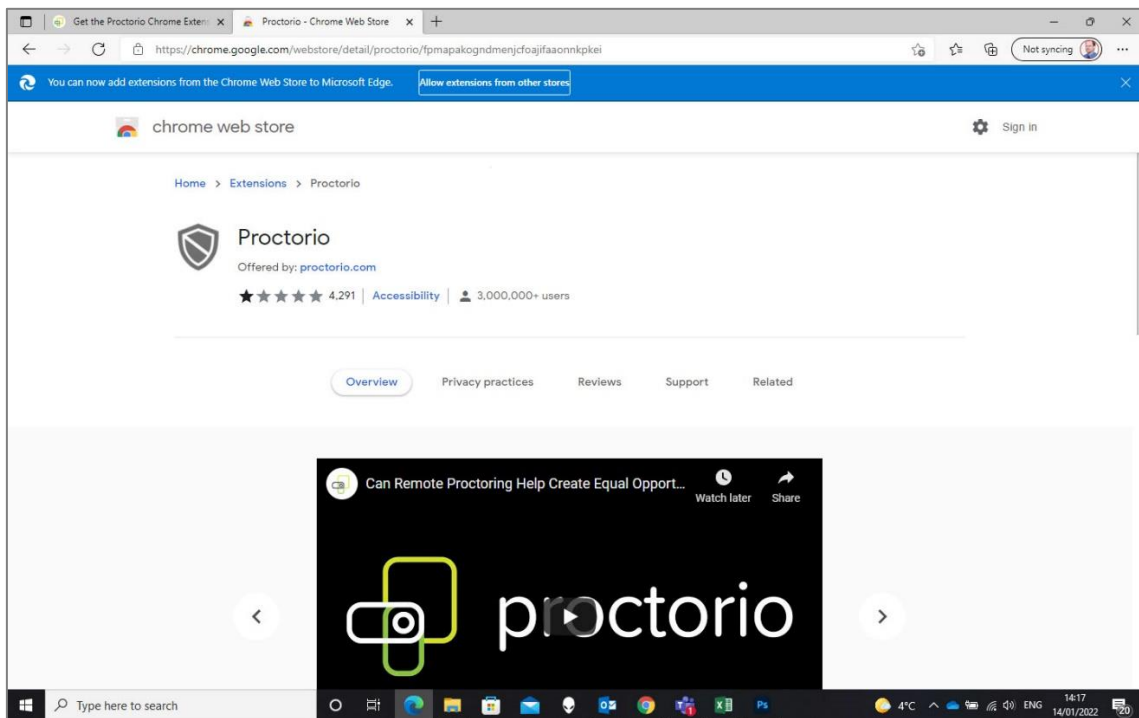 Get the Proctorio Chrome Extens
Proctorio - Chrome Web Store
https://chrome.google.com/webstore/detail/proctorio/fpmapakogndmenjcfoajifaaonnkpkei
Not syncing
You can now add extensions from the Chrome Web Store to Microsoft Edge.
Allow extensions from other stores
chrome web store
Sign in
Home > Extensions > Proctorio
Proctorio
Offered by: proctorio.com
4,291 | Accessibility | 3,000,000+ users
Overview
Privacy practices
Reviews
Support
Related
Can Remote Proctoring Help Create Equal Opport...
Watch later
Share
proctorio
Type here to search
4°C
ENG
14:17
14/01/2022
20